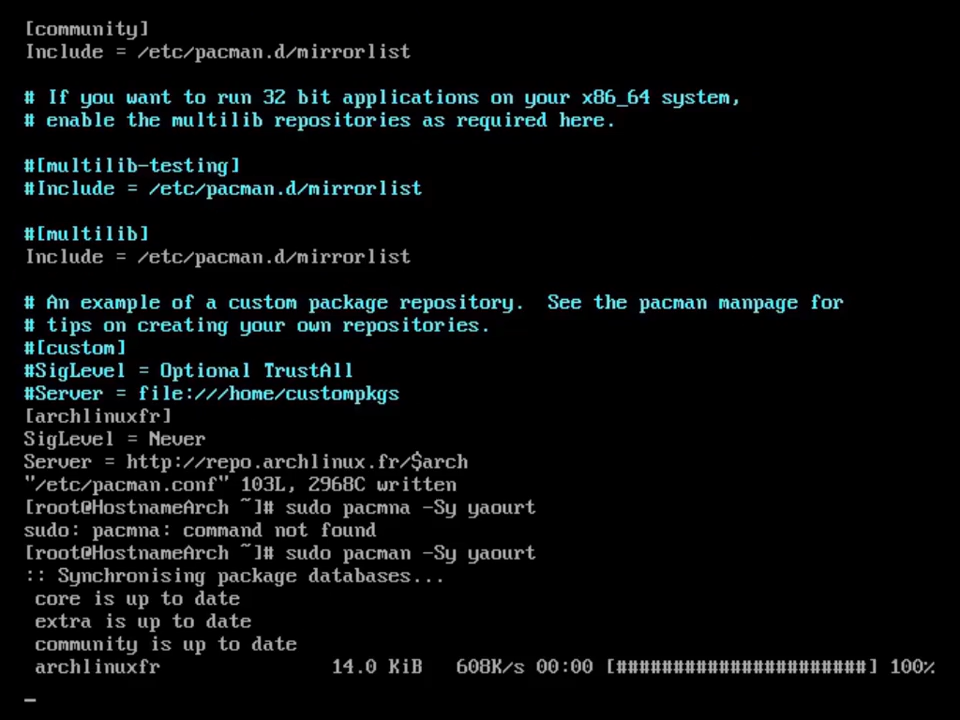 [community]
Include = /etc/pacman.d/mirrorlist
# If you want to run 32 bit applications on your x86_64 system,
# enable the multilib repositories as required here.
#[multilib-testing]
#Include = /etc/pacman.d/mirrorlist
#[multilib]
Include = /etc/pacman.d/mirrorlist
# An example of a custom package repository.  See the pacman manpage for
# tips on creating your own repositories.
#[custom]
#SigLevel = Optional TrustAll
#Server = file:///home/custompkgs
[archlinuxfr]
SigLevel = Never
Server = http://repo.archlinux.fr/$arch
"/etc/pacman.conf" 103L, 2968C written
[root@HostnameArch ~]# sudo pacmna -Sy yaourt
sudo: pacmna: command not found
[root@HostnameArch ~]# sudo pacman -Sy yaourt
:: Synchronising package databases...
core is up to date
extra is up to date
community is up to date
archlinuxfr 14.0 KiB 608K/s 00:00 [######################] 100%
_